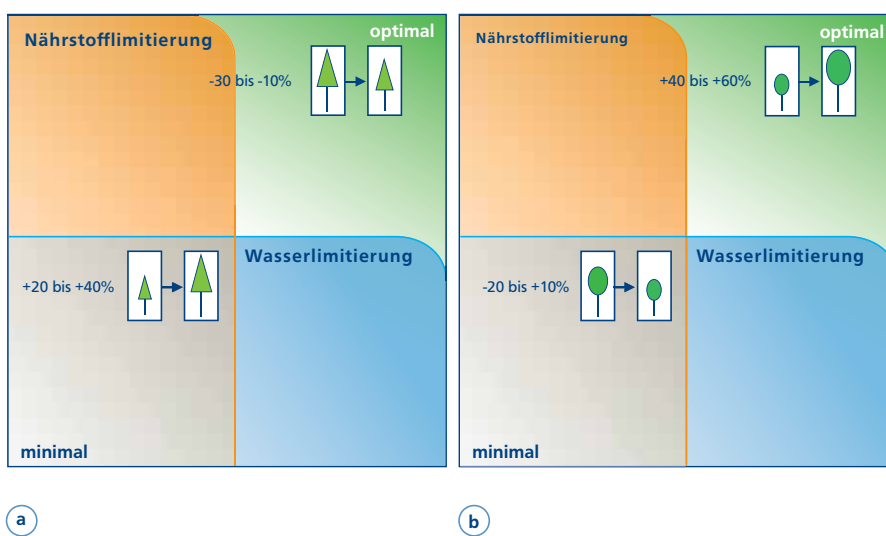 Nährstofflimitierung
optimal
-30 bis -10%
Wasserlimitierung
+20 bis +40%
minimal
a
Nährstofflimitierung
optimal
+40 bis +60%
Wasserlimitierung
-20 bis +10%
minimal
b